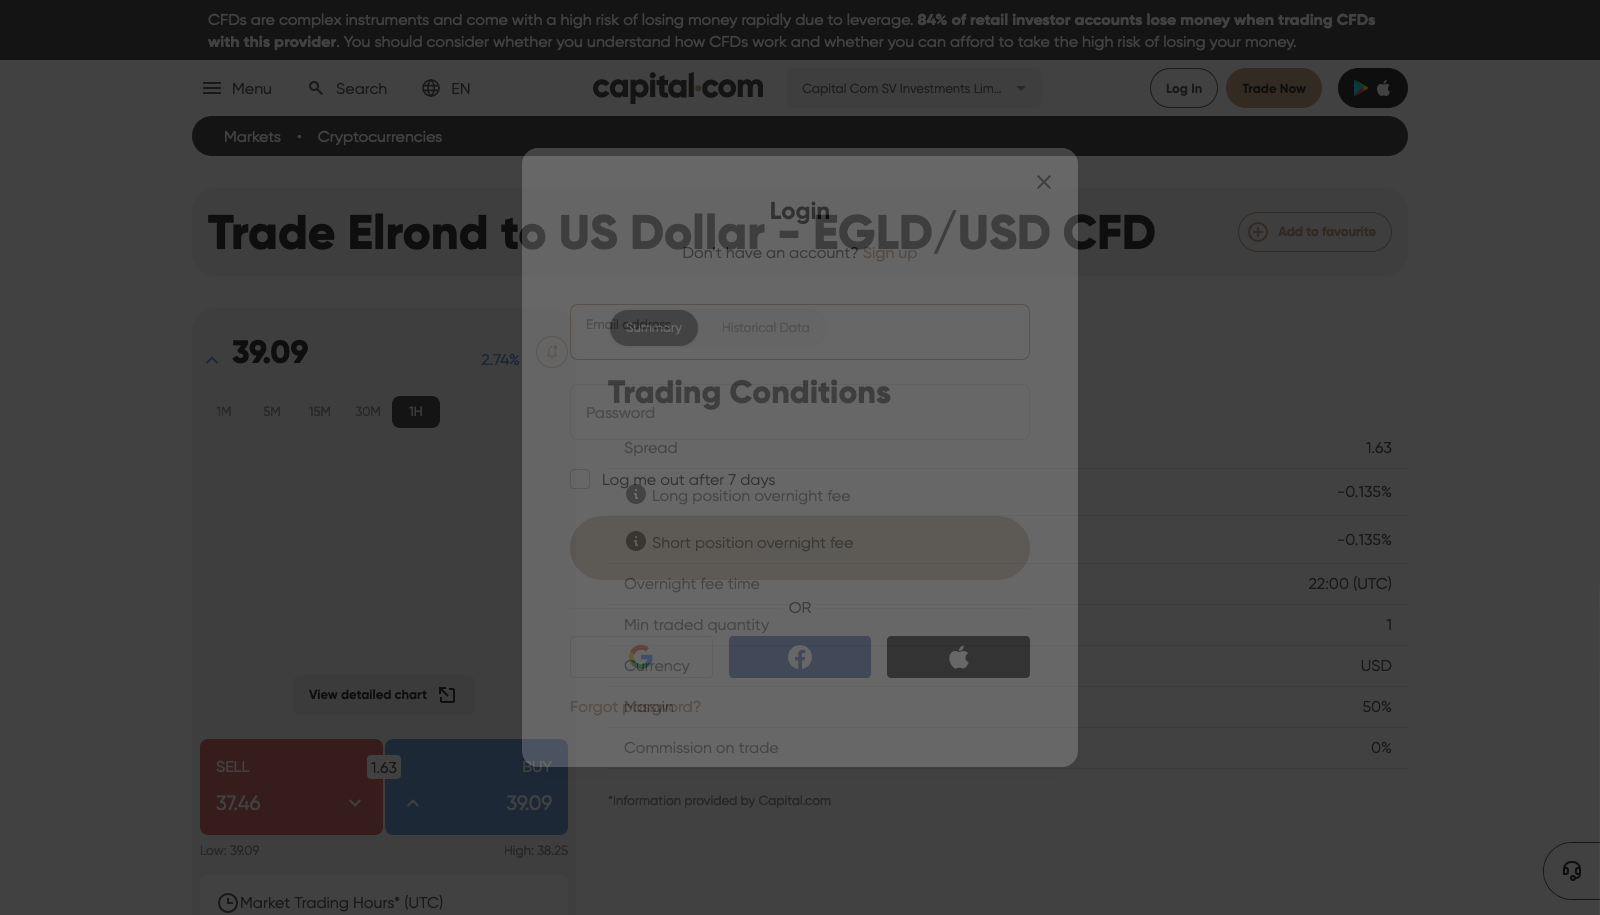 CFDs are complex instruments and come with a high risk of losing money rapidly due to leverage. 84% of retail investor accounts lose money when trading CFDs
with this provider. You should consider whether you understand how CFDs work and whether you can afford to take the high risk of losing your money.
Menu
Search
EN
capital.com
Capital Com SV Investments Lim...
Log In
Trade Now
Markets • Cryptocurrencies
Login
Don't have an account? Sign up
Email address
Password
Log me out after 7 days
OR
Forgot password?
Trade Elrond to US Dollar - EGLD/USD CFD
Add to favourite
39.09
2.74%
1M 5M 15M 30M 1H
View detailed chart
SELL
37.46
1.63
BUY
39.09
Low: 39.09
High: 38.25
Market Trading Hours* (UTC)
Summary
Historical Data
Trading Conditions
Spread 1.63
Long position overnight fee -0.135%
Short position overnight fee -0.135%
Overnight fee time 22:00 (UTC)
Min traded quantity 1
Currency USD
Margin 50%
Commission on trade 0%
*Information provided by Capital.com